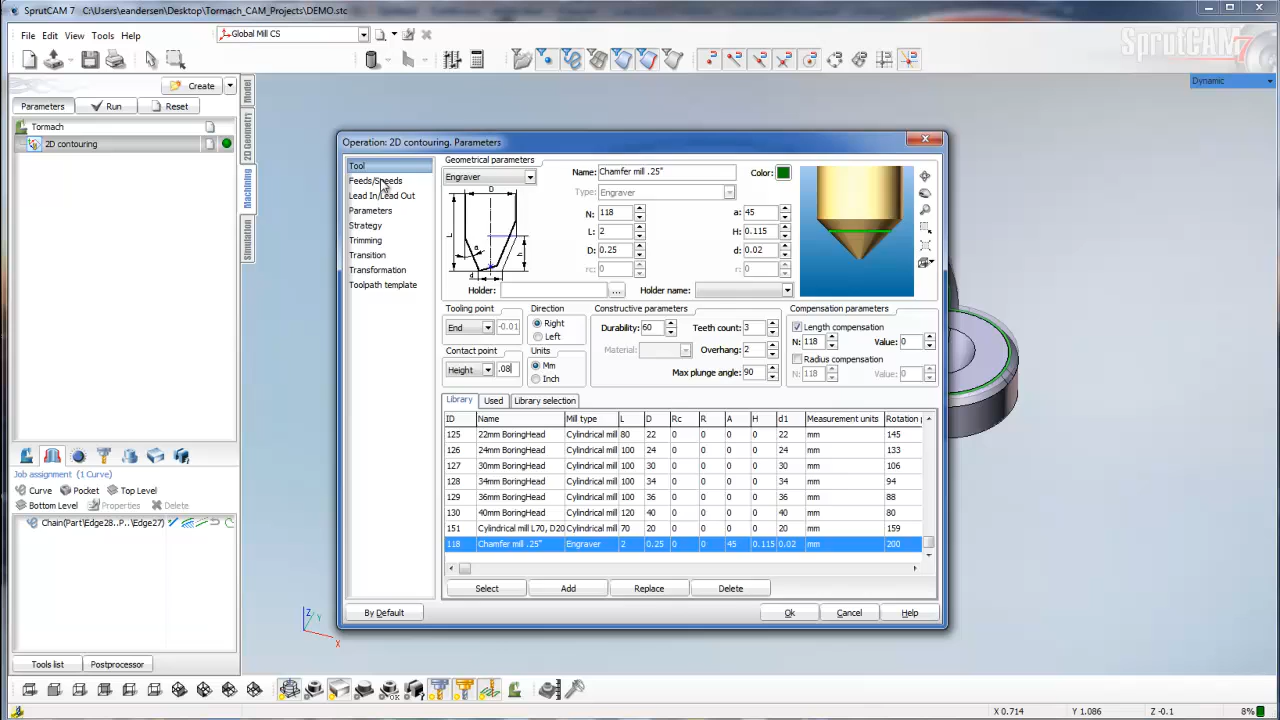 SprutCAM 7 C:\Users\eandersen\Desktop\Tormach_CAM_Projects\DEMO.stc
File Edit View Tools Help
Global Mill CS
SprutCAM 7
Dynamic
Create
Parameters Run Reset
Tormach
2D contouring
Model
2D Geometry
Machining
Simulation
Job assignment (1 Curve)
Curve Pocket Top Level
Bottom Level Properties Delete
Chain(Part\Edge28..P...\Edge27)
Tools list Postprocessor
Operation: 2D contouring. Parameters
Tool
Feeds/Speeds
Lead In/Lead Out
Parameters
Strategy
Trimming
Transition
Transformation
Toolpath template
By Default
Geometrical parameters
Engraver
D
L
a
h
d
Name: Chamfer mill .25" Color:
Type: Engraver
N: 118 a: 45
L: 2 H: 0.115
D: 0.25 d: 0.02
rc: 0 r: 0
Holder: ... Holder name:
Tooling point
End -0.01
Direction
Right
Left
Contact point
Height .08
Units
Mm
Inch
Constructive parameters
Durability: 60 Teeth count: 3
Material: Overhang: 2
Max plunge angle: 90
Compensation parameters
Length compensation
N: 118 Value: 0
Radius compensation
N: 118 Value: 0
Library Used Library selection
ID Name Mill type L D Rc R A H d1 Measurement units Rotation
125 22mm BoringHead Cylindrical mill 80 22 0 0 0 0 22 mm 145
126 24mm BoringHead Cylindrical mill 100 24 0 0 0 0 24 mm 133
127 30mm BoringHead Cylindrical mill 100 30 0 0 0 0 30 mm 106
128 34mm BoringHead Cylindrical mill 100 34 0 0 0 0 34 mm 94
129 36mm BoringHead Cylindrical mill 100 36 0 0 0 0 36 mm 88
130 40mm BoringHead Cylindrical mill 120 40 0 0 0 0 40 mm 80
151 Cylindrical mill L70, D20 Cylindrical mill 70 20 0 0 0 0 20 mm 159
118 Chamfer mill .25" Engraver 2 0.25 0 0 45 0.115 0.02 mm 200
Select Add Replace Delete
Ok Cancel Help
Z Y X
OK
X 0.714 Y 1.086 Z -0.1 8%